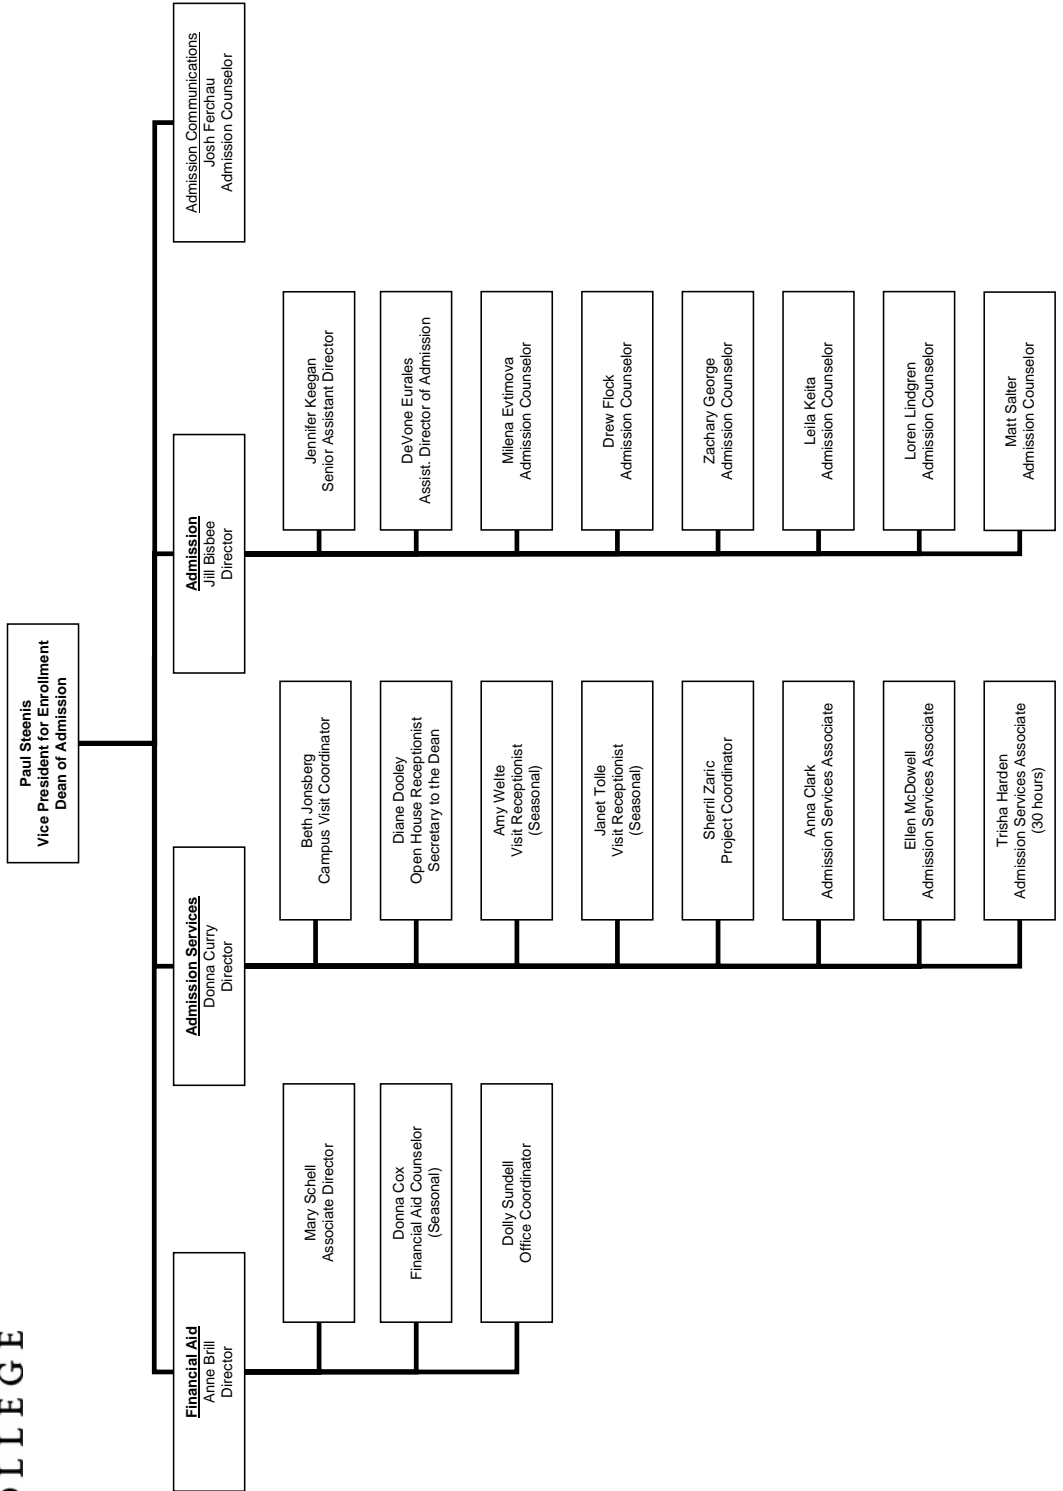 OLLEGE
Paul Steenis
Vice President for Enrollment
Dean of Admission
Financial Aid
Anne Brill
Director
Mary Schell
Associate Director
Donna Cox
Financial Aid Counselor
(Seasonal)
Dolly Sundell
Office Coordinator
Admission Services
Donna Curry
Director
Beth Jonsberg
Campus Visit Coordinator
Diane Dooley
Open House Receptionist
Secretary to the Dean
Amy Welte
Visit Receptionist
(Seasonal)
Janet Tolle
Visit Receptionist
(Seasonal)
Sherril Zaric
Project Coordinator
Anna Clark
Admission Services Associate
Ellen McDowell
Admission Services Associate
Trisha Harden
Admission Services Associate
(30 hours)
Admission
Jill Bisbee
Director
Jennifer Keegan
Senior Assistant Director
DeVone Eurales
Assist. Director of Admission
Milena Evtimova
Admission Counselor
Drew Flock
Admission Counselor
Zachary George
Admission Counselor
Leila Keita
Admission Counselor
Loren Lindgren
Admission Counselor
Matt Salter
Admission Counselor
Admission Communications
Josh Ferchau
Admission Counselor